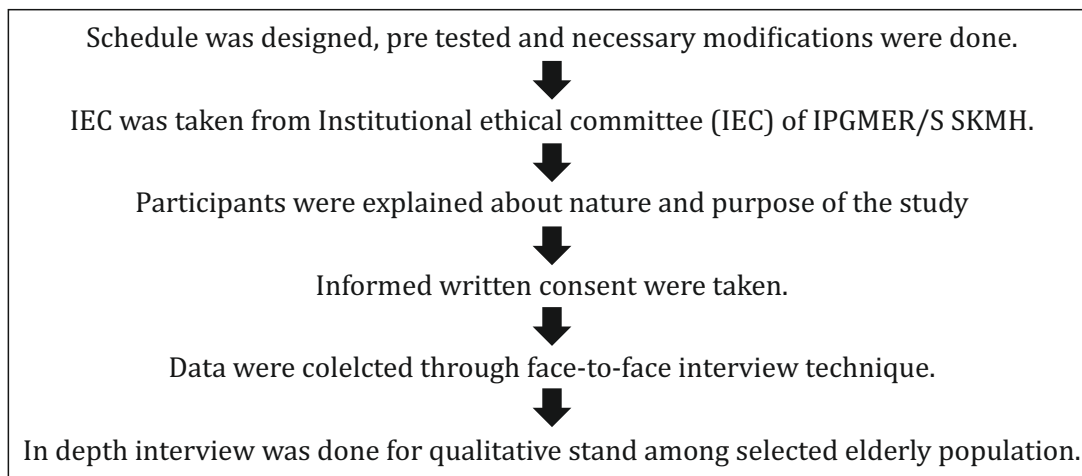 Schedule was designed, pre tested and necessary modifications were done.
IEC was taken from Institutional ethical committee (IEC) of IPGMER/S SKMH.
Participants were explained about nature and purpose of the study
Informed written consent were taken.
Data were colelcted through face-to-face interview technique.
In depth interview was done for qualitative stand among selected elderly population.